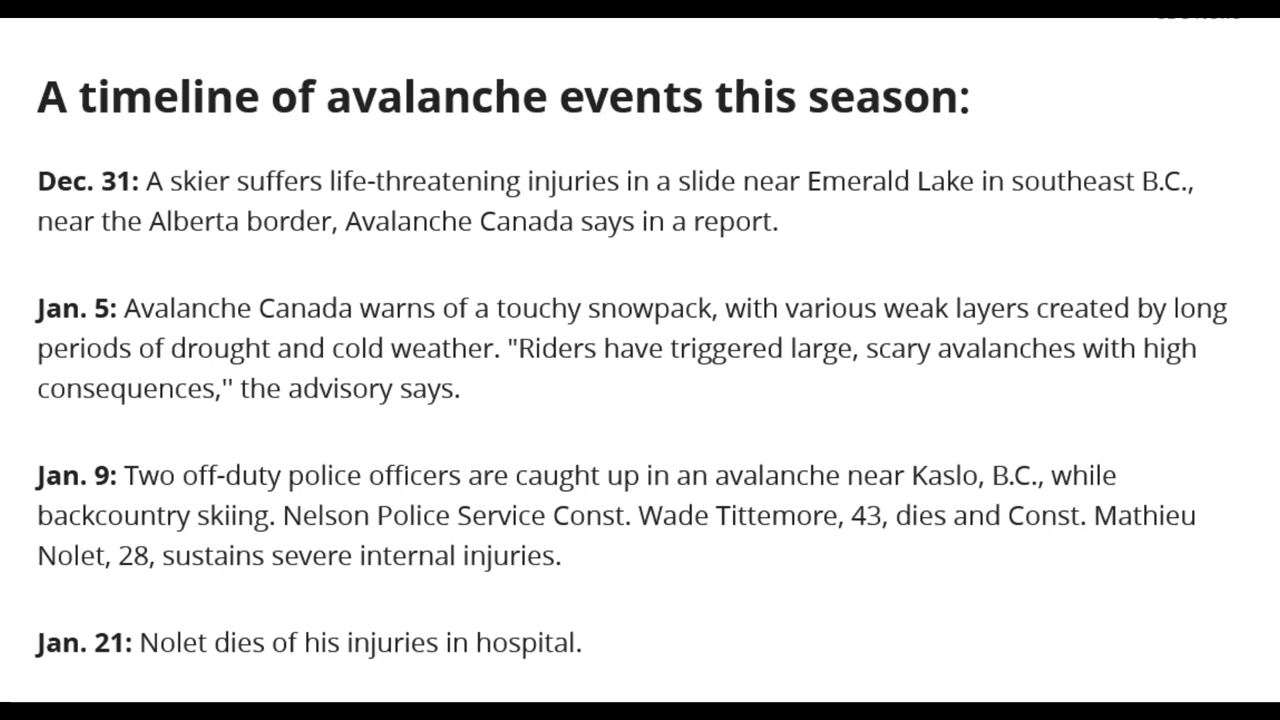 A timeline of avalanche events this season:
Dec. 31: A skier suffers life-threatening injuries in a slide near Emerald Lake in southeast B.C.,
near the Alberta border, Avalanche Canada says in a report.
Jan. 5: Avalanche Canada warns of a touchy snowpack, with various weak layers created by long
periods of drought and cold weather. "Riders have triggered large, scary avalanches with high
consequences,'' the advisory says.
Jan. 9: Two off-duty police officers are caught up in an avalanche near Kaslo, B.C., while
backcountry skiing. Nelson Police Service Const. Wade Tittemore, 43, dies and Const. Mathieu
Nolet, 28, sustains severe internal injuries.
Jan. 21: Nolet dies of his injuries in hospital.